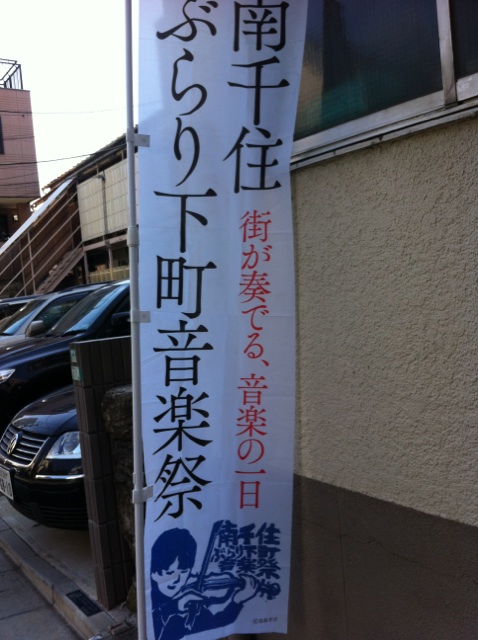 南千住
ぶらり下町音楽祭
街が奏でる、音楽の一日